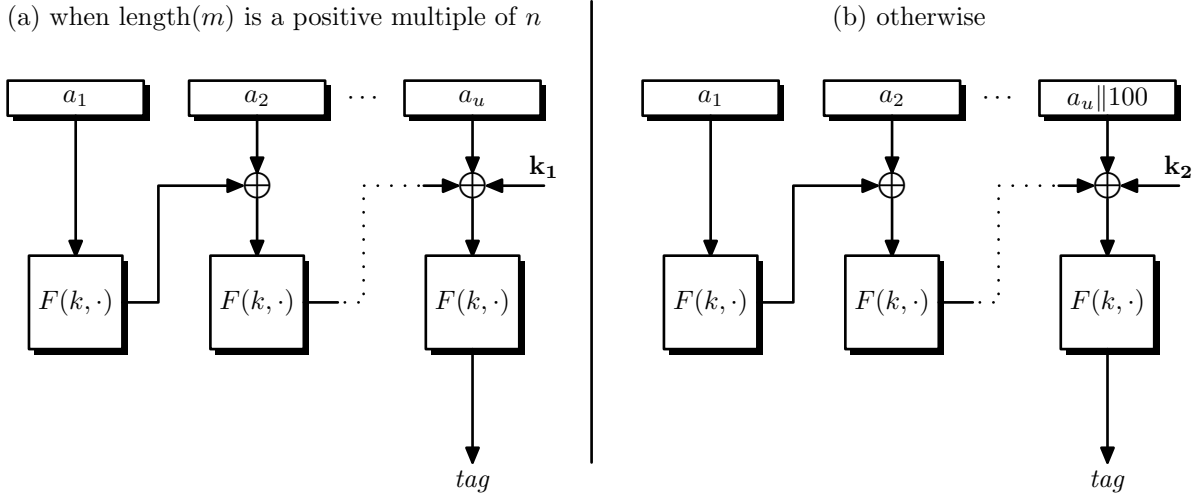 (a) when length(m) is a positive multiple of n
(b) otherwise
a₁ a₂ ··· aᵤ
a₁ a₂ ··· aᵤ∥100
k₁
k₂
F(k, ·) F(k, ·) F(k, ·)
F(k, ·) F(k, ·) F(k, ·)
tag
tag